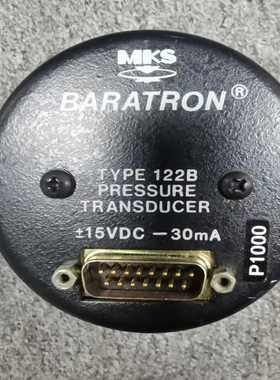 MKS
BARATRON®
TYPE 122B
PRESSURE
TRANSDUCER
±15VDC – 30mA
P1000